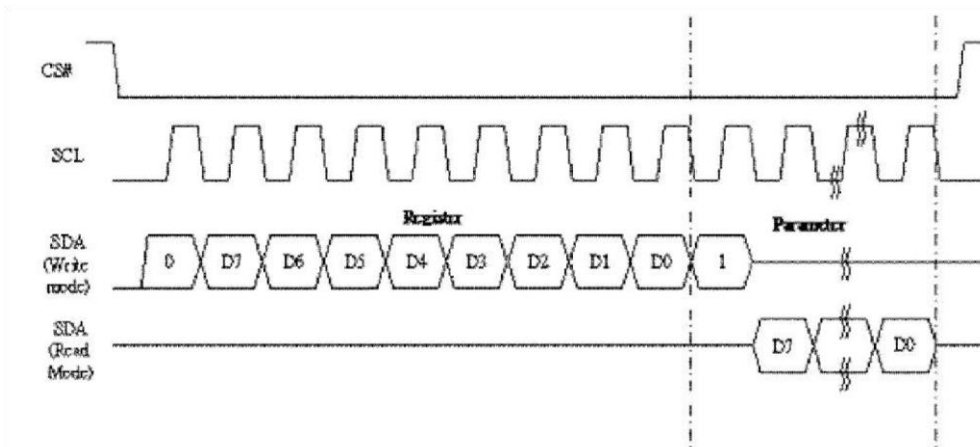 CS#
SCL
Register
Parameter
SDA
(Write
mode)
0 D7 D6 D5 D4 D3 D2 D1 D0 1
SDA
(Read
Mode)
D7 D0